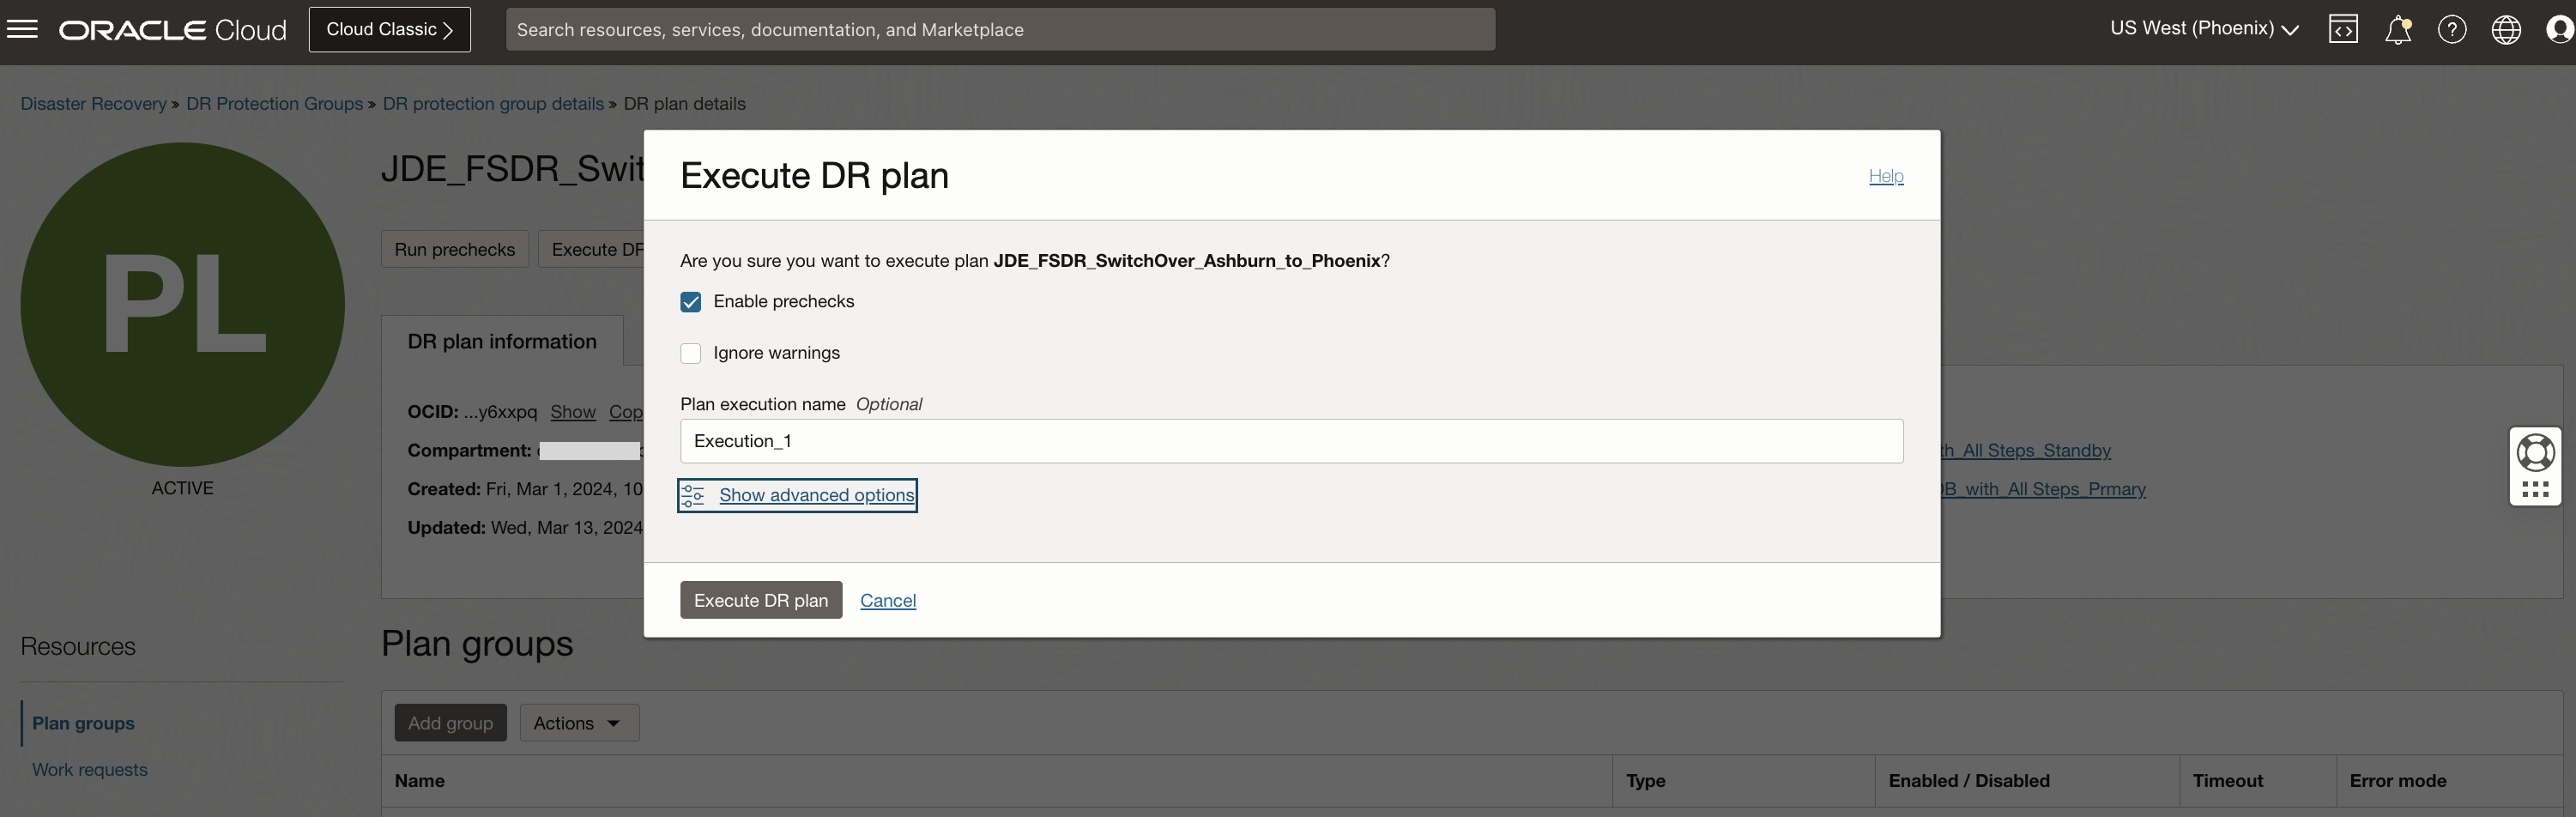 ORACLE Cloud
Cloud Classic
Search resources, services, documentation, and Marketplace
US West (Phoenix)
Disaster Recovery » DR Protection Groups » DR protection group details » DR plan details
PL
ACTIVE
JDE_FSDR_Swit
Run prechecks
Execute DR
DR plan information
OCID: ...y6xxpq Show Cop
Compartment:
Created: Fri, Mar 1, 2024, 10
Updated: Wed, Mar 13, 2024
th_All Steps_Standby
DB_with_All Steps_Prmary
Execute DR plan
Help
Are you sure you want to execute plan JDE_FSDR_SwitchOver_Ashburn_to_Phoenix?
Enable prechecks
Ignore warnings
Plan execution name Optional
Execution_1
Show advanced options
Execute DR plan
Cancel
Resources
Plan groups
Work requests
Plan groups
Add group
Actions
Name
Type
Enabled / Disabled
Timeout
Error mode